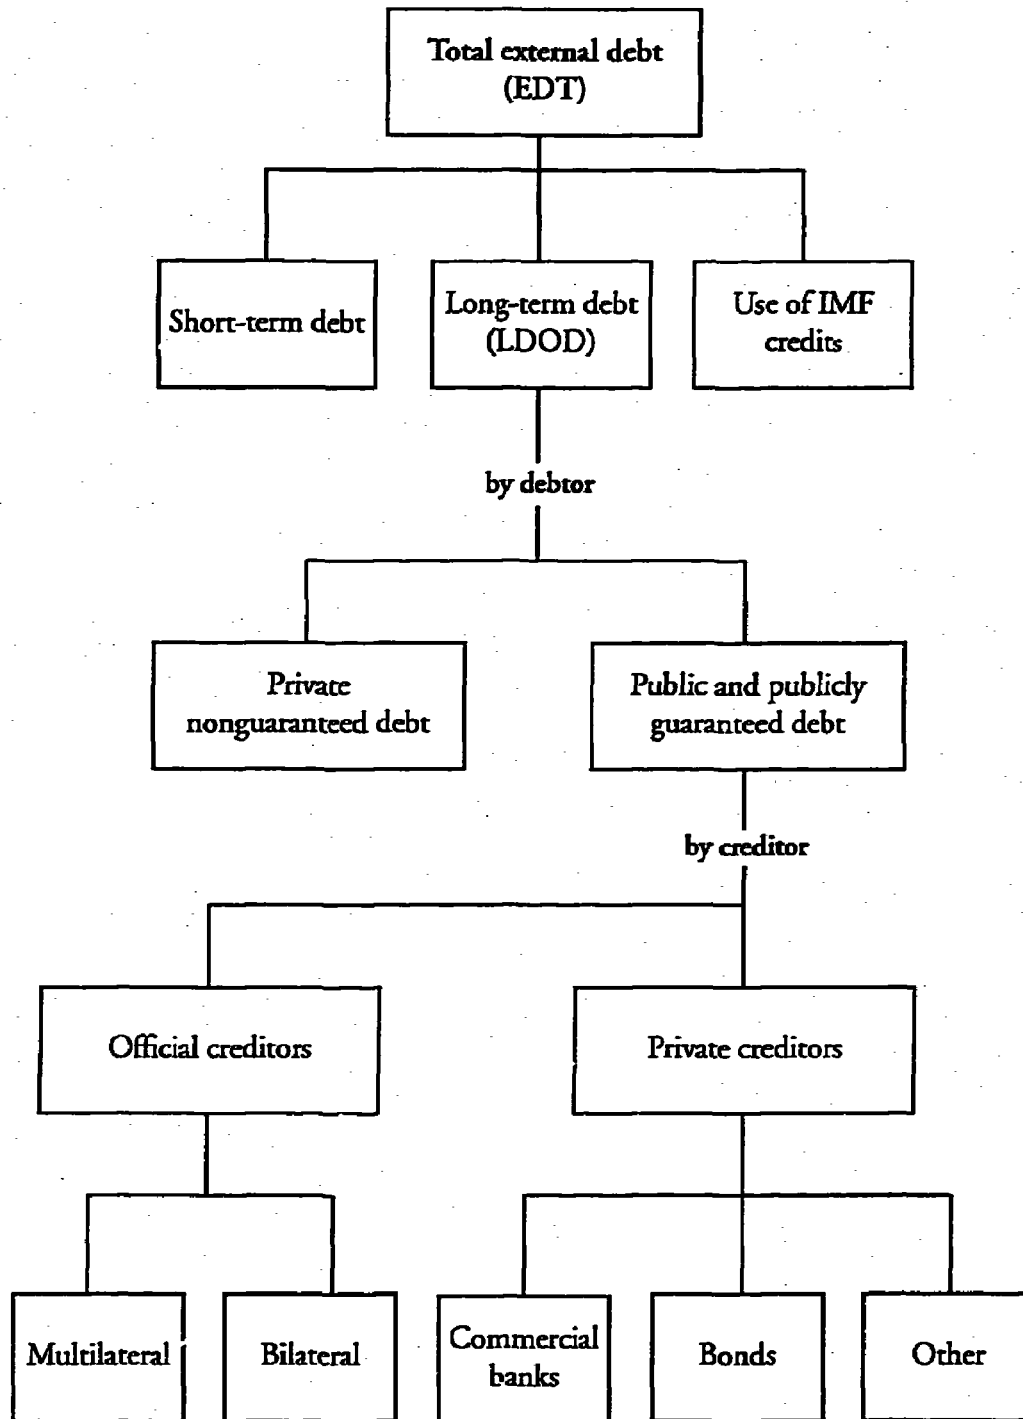 Total external debt
(EDT)
Short-term debt
Long-term debt
(LDOD)
Use of IMF
credits
by debtor
Private
nonguaranteed debt
Public and publicly
guaranteed debt
by creditor
Official creditors
Private creditors
Multilateral
Bilateral
Commercial
banks
Bonds
Other